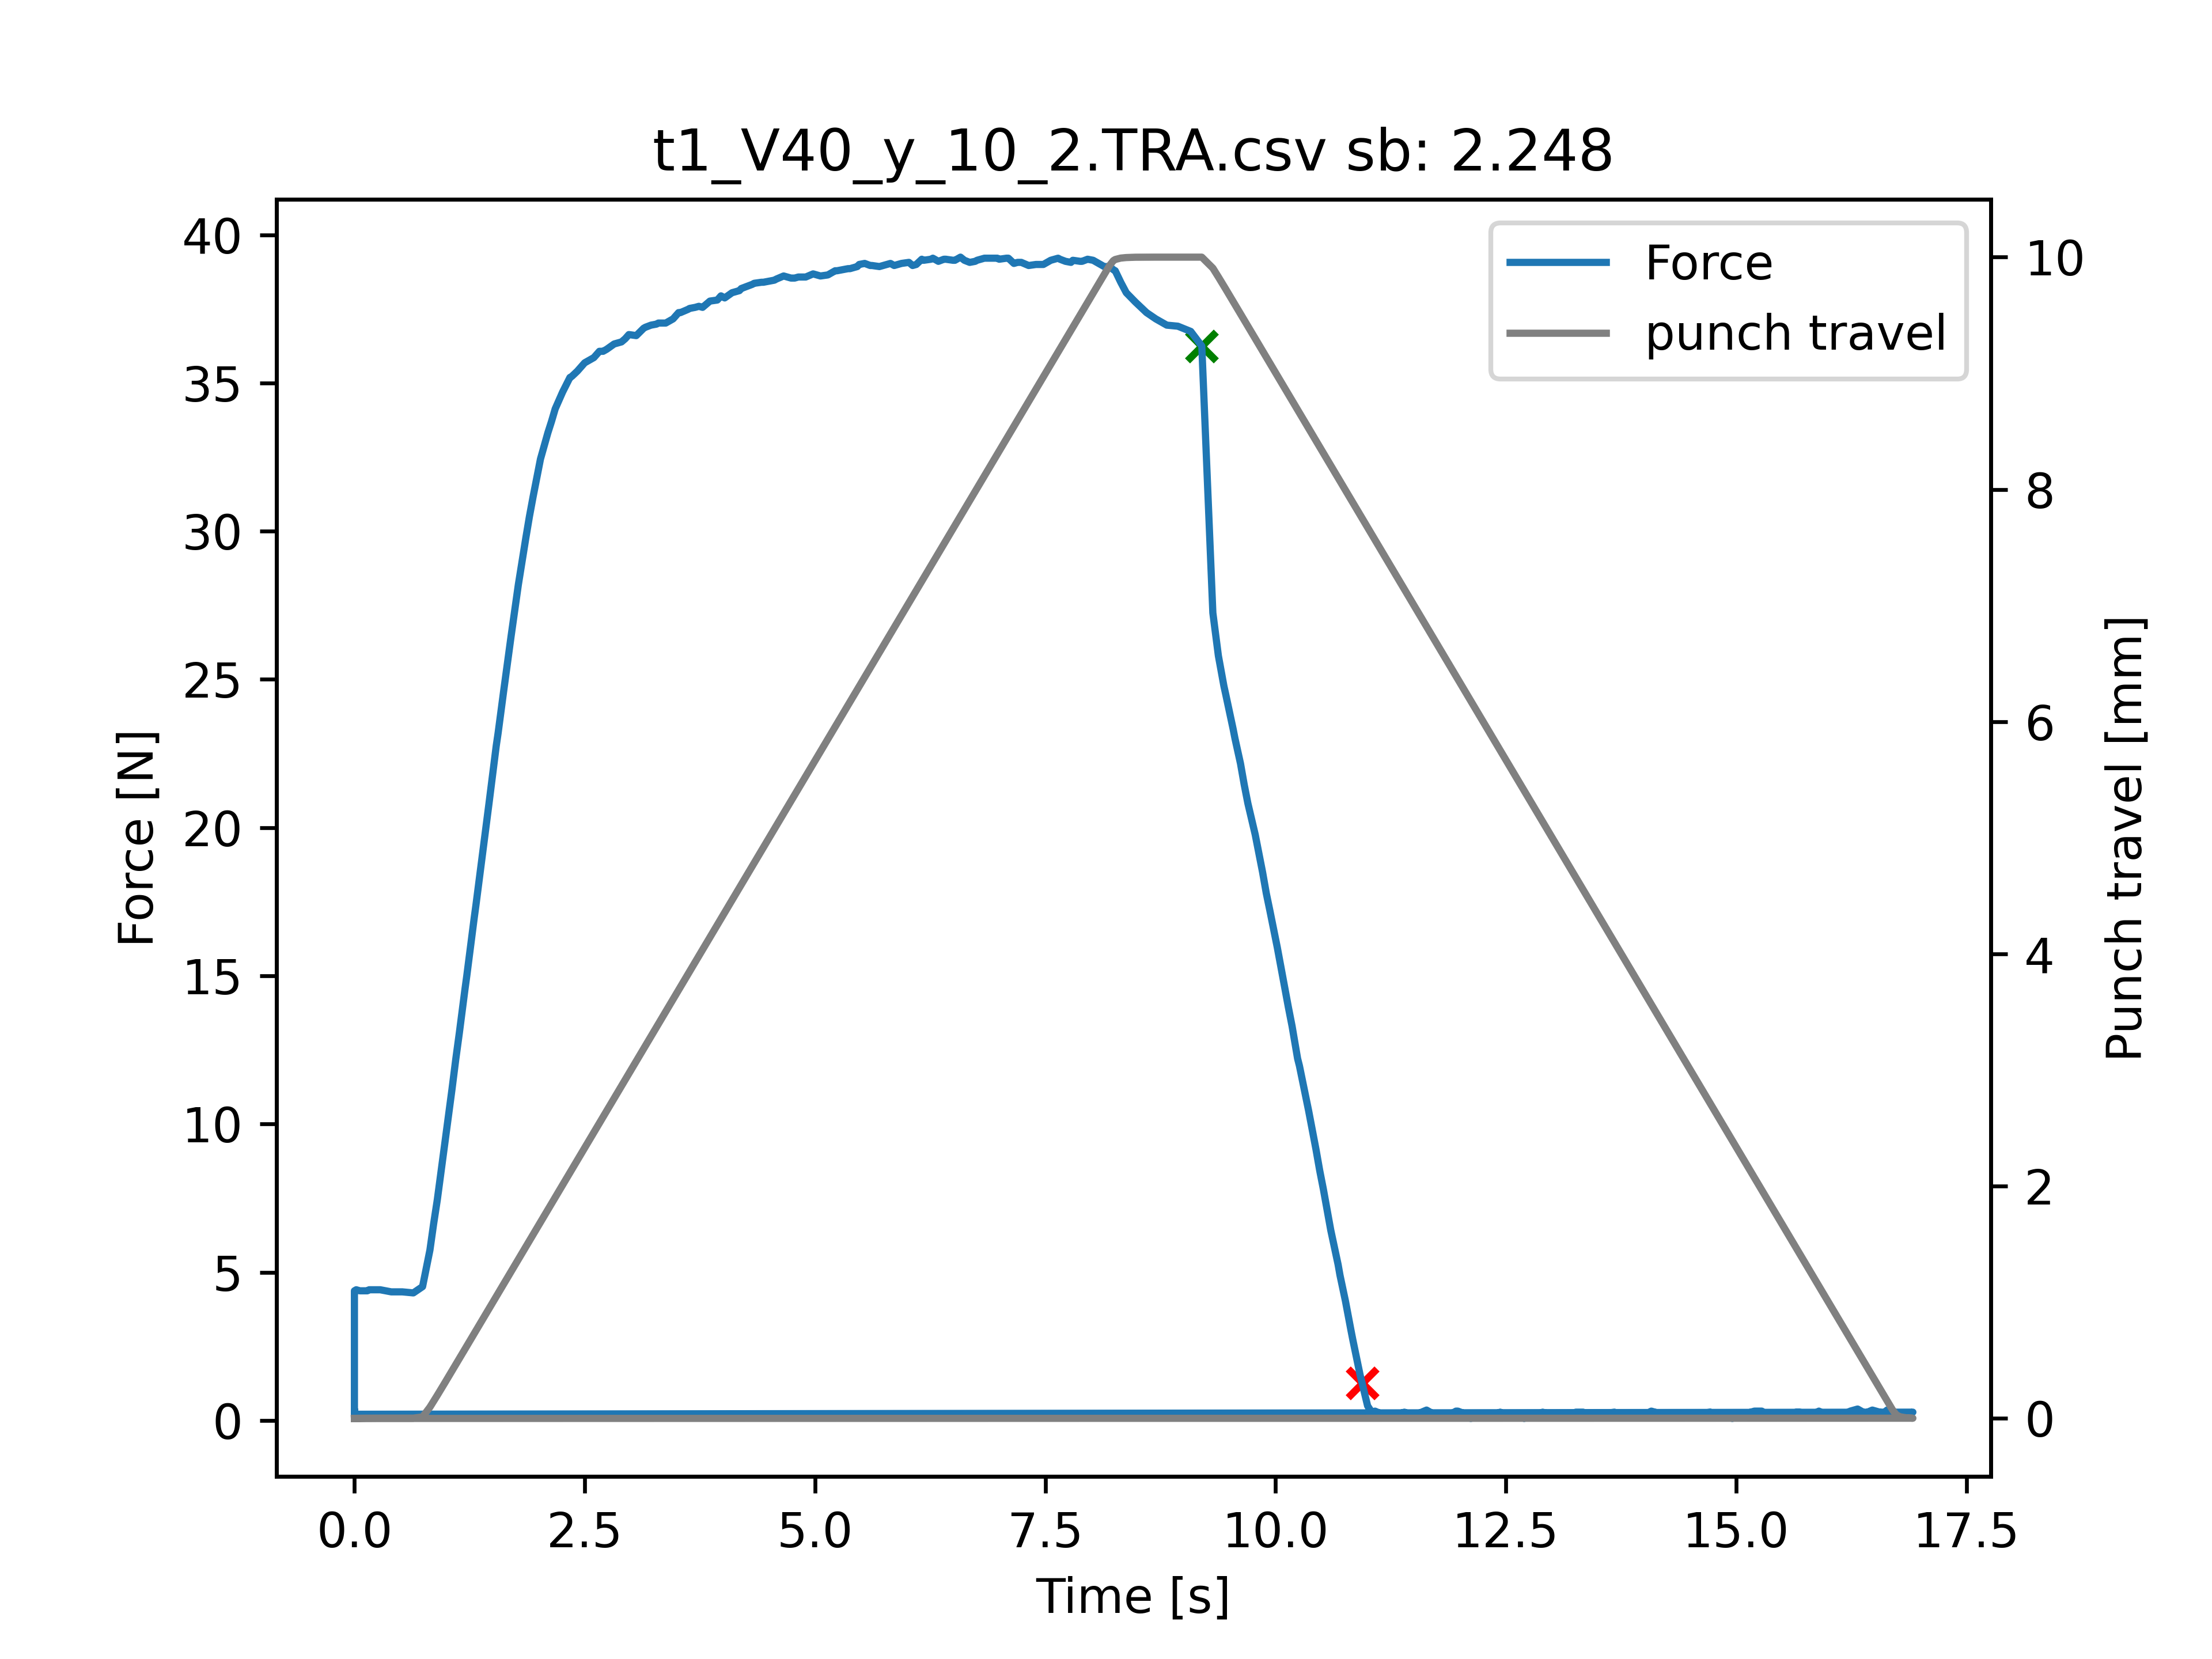 t1_V40_y_10_2.TRA.csv sb: 2.248
Force
punch travel
40
35
30
25
20
15
10
5
0
Force [N]
10
8
6
4
2
0
Punch travel [mm]
0.0 2.5 5.0 7.5 10.0 12.5 15.0 17.5
Time [s]